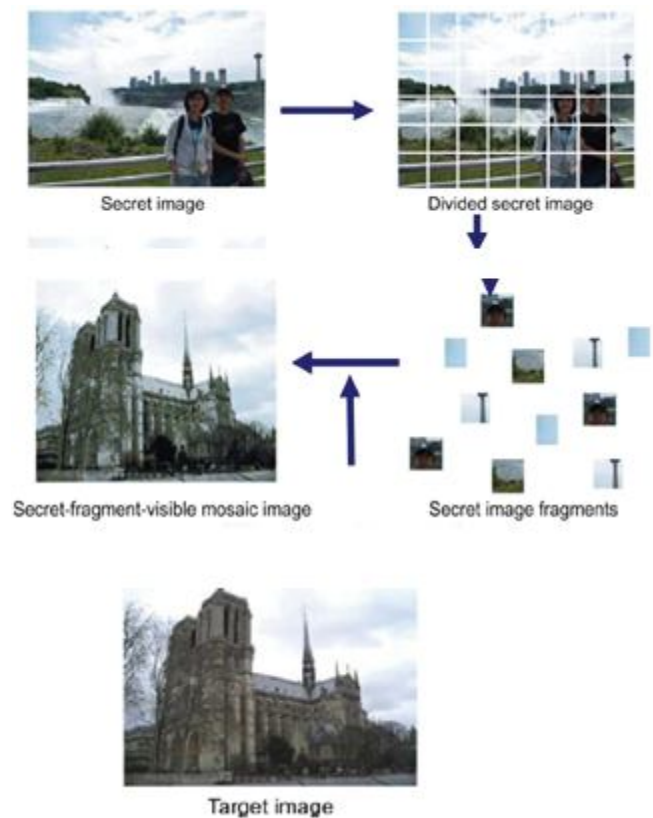 Secret image
Divided secret image
Secret-fragment-visible mosaic image
Secret image fragments
Target image